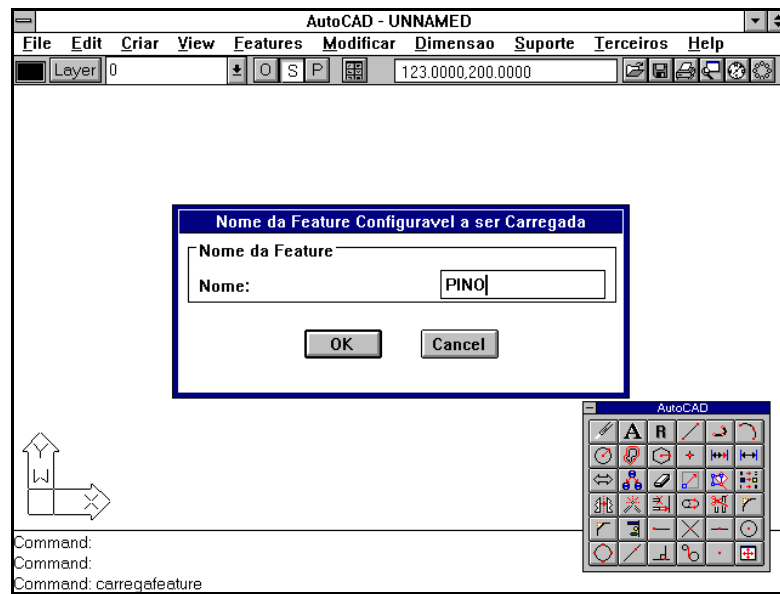 AutoCAD - UNNAMED
File Edit Criar View Features Modificar Dimensao Suporte Terceiros Help
Layer 0 O S P 123.0000,200.0000
Nome da Feature Configuravel a ser Carregada
Nome da Feature
Nome: PINO
OK Cancel
AutoCAD
A R
Y
W X
Command:
Command:
Command: carregafeature